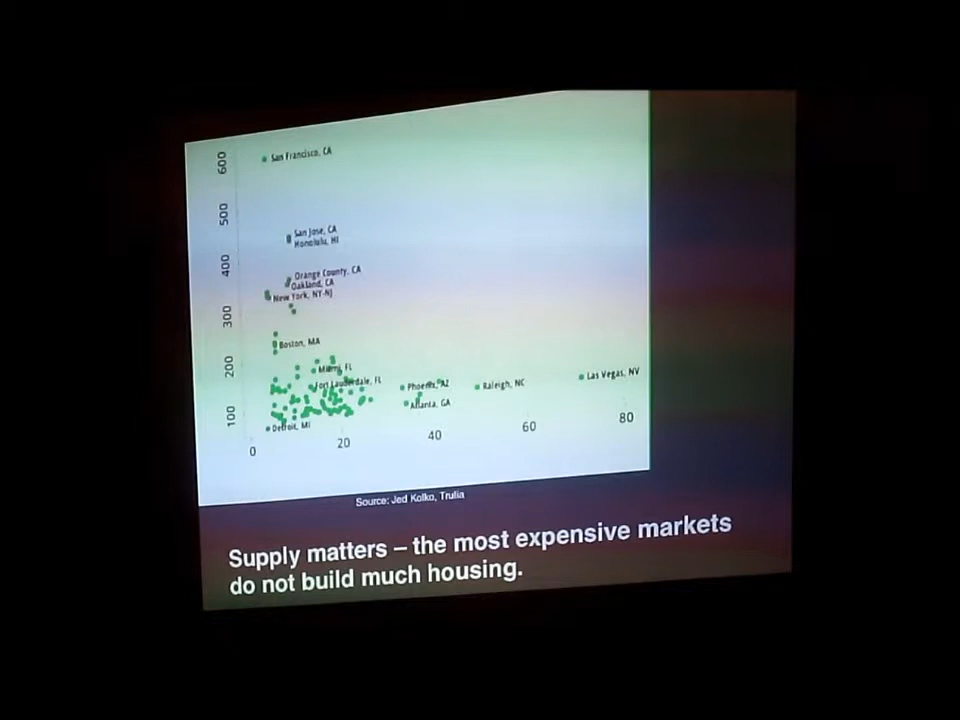 600
San Francisco, CA
500
San Jose, CA
Honolulu, HI
400
Orange County, CA
Oakland, CA
New York, NY-NJ
300
Boston, MA
200
Miami, FL
Fort Lauderdale, FL
Phoenix, AZ
Raleigh, NC
Las Vegas, NV
Atlanta, GA
100
Detroit, MI
0
20
40
60
80
Source: Jed Kolko, Trulia
Supply matters – the most expensive markets
do not build much housing.